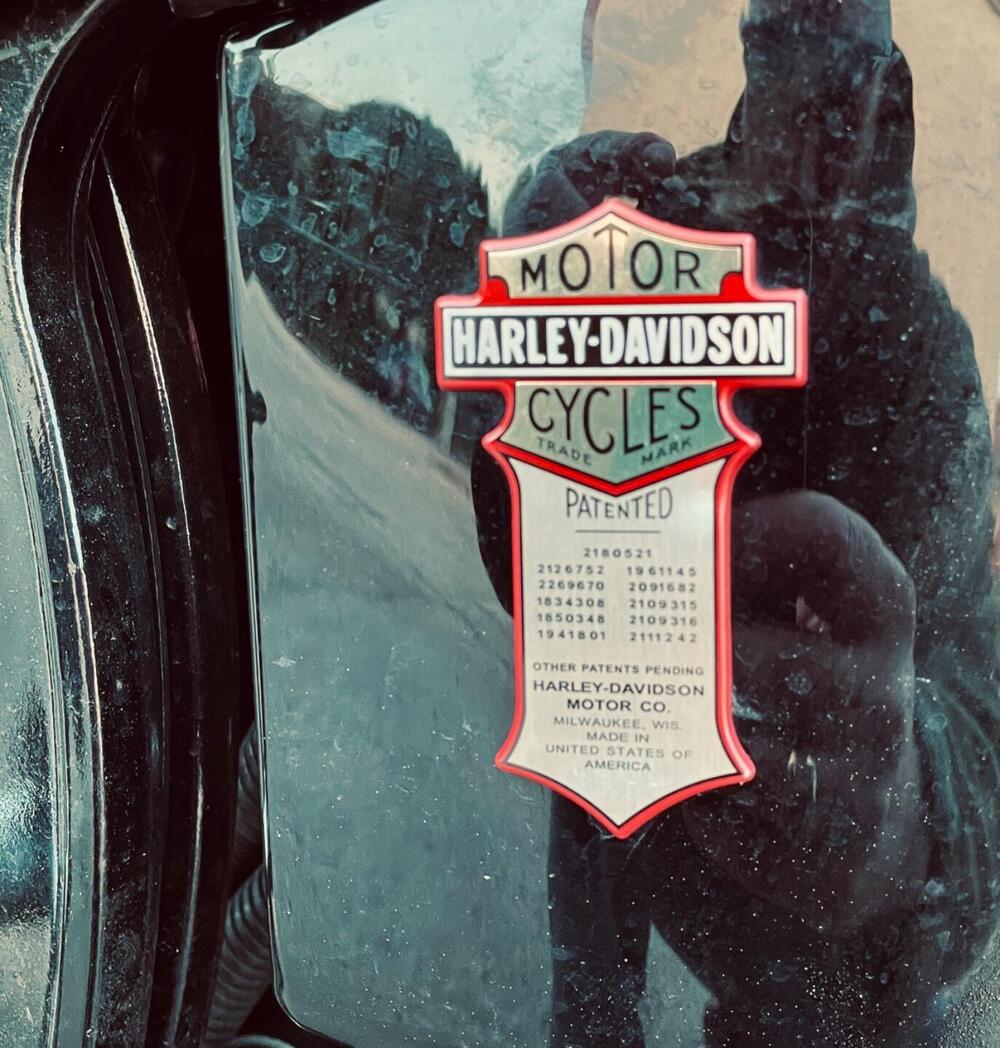 MOTOR
HARLEY-DAVIDSON
CYCLES
TRADE MARK
PATENTED
2180521
2126752 1961145
2269670 2091682
1834308 2109315
1850348 2109316
1941801 2111242
OTHER PATENTS PENDING
HARLEY-DAVIDSON
MOTOR CO.
MILWAUKEE, WIS.
MADE IN
UNITED STATES OF
AMERICA